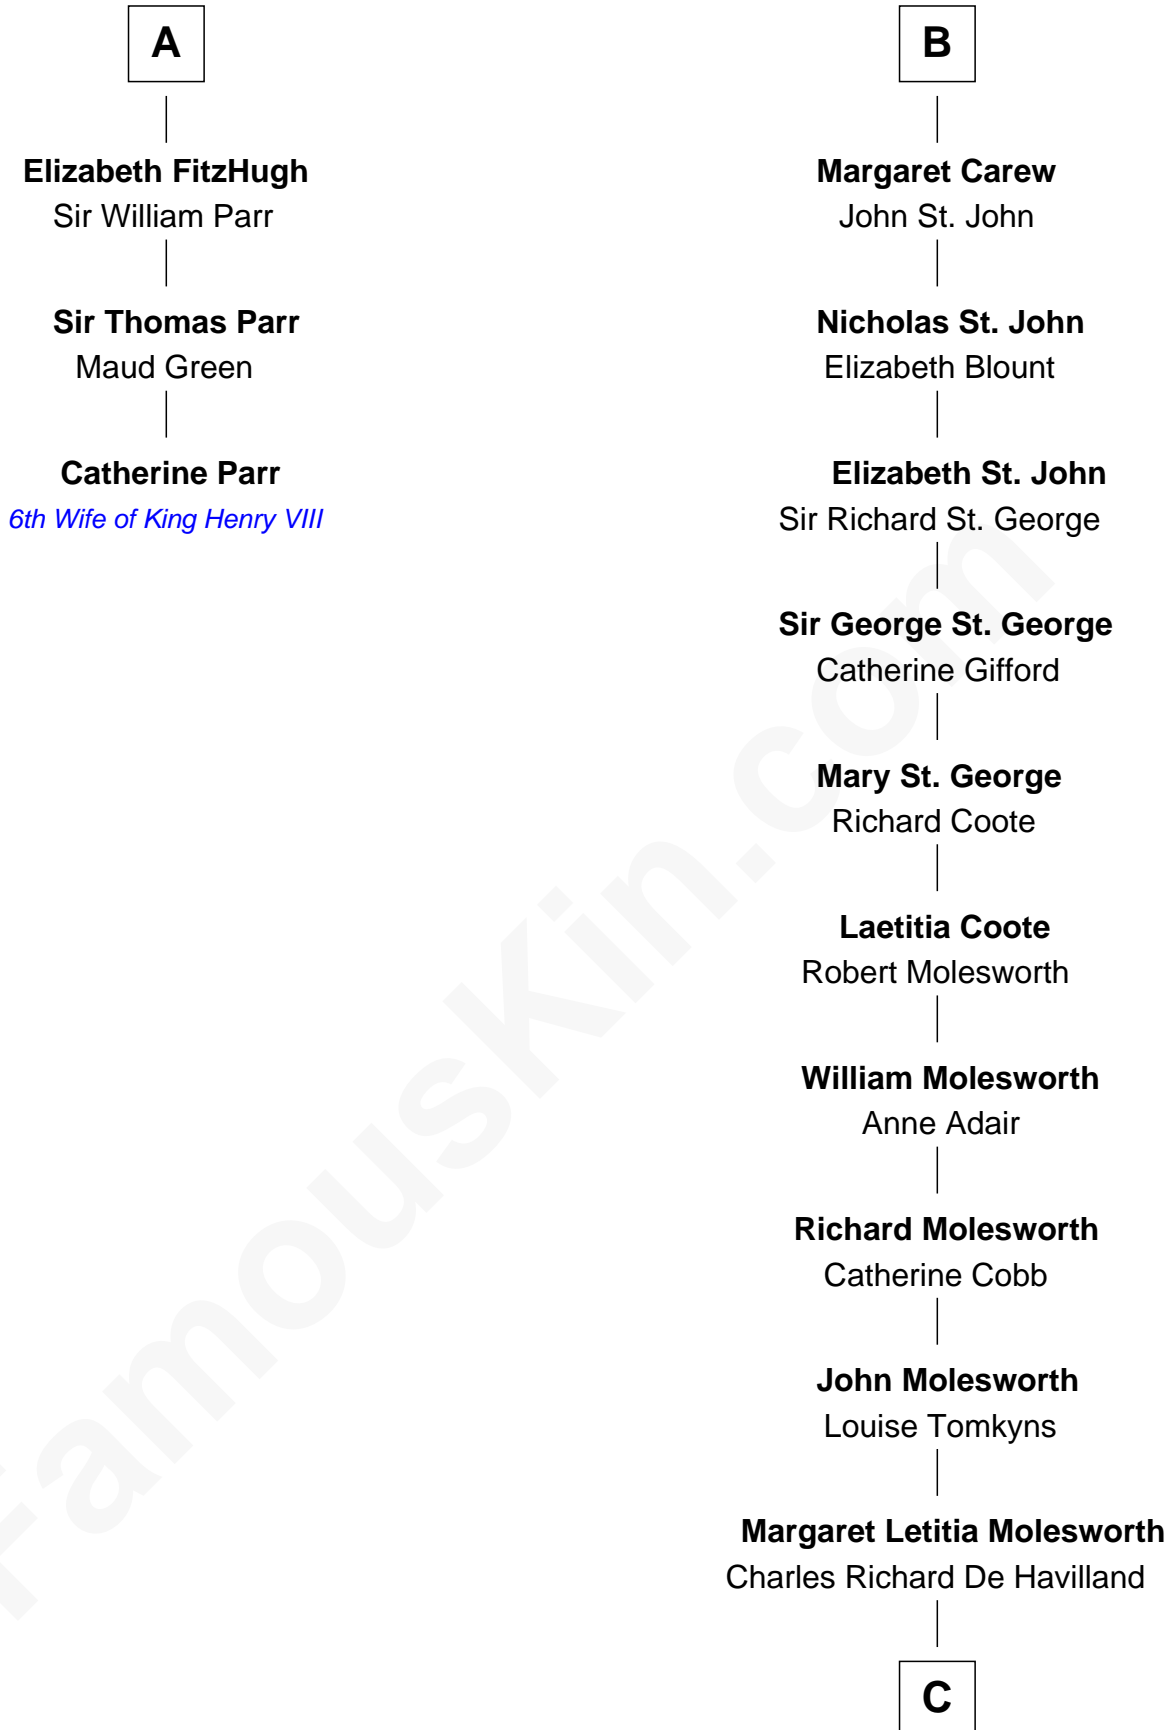 A
Elizabeth FitzHugh
Sir William Parr
Sir Thomas Parr
Maud Green
Catherine Parr
6th Wife of King Henry VIII
B
Margaret Carew
John St. John
Nicholas St. John
Elizabeth Blount
Elizabeth St. John
Sir Richard St. George
Sir George St. George
Catherine Gifford
Mary St. George
Richard Coote
Laetitia Coote
Robert Molesworth
William Molesworth
Anne Adair
Richard Molesworth
Catherine Cobb
John Molesworth
Louise Tomkyns
Margaret Letitia Molesworth
Charles Richard De Havilland
C
FamousKin.com